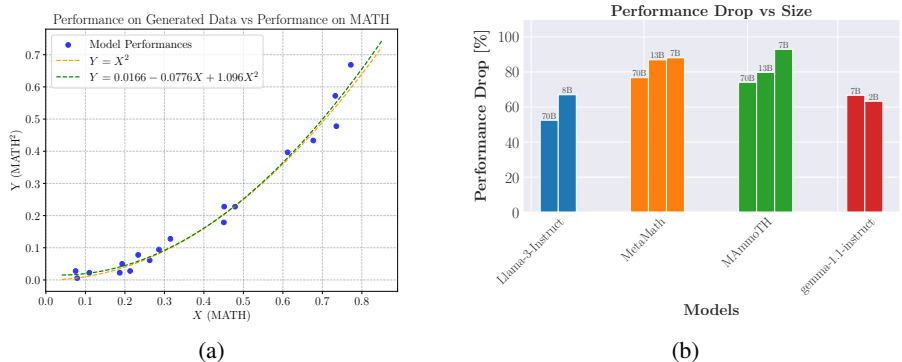 Performance on Generated Data vs Performance on MATH
Model Performances
Y = X²
Y = 0.0166 − 0.0776X + 1.096X²
Y (MATH²)
0.7
0.6
0.5
0.4
0.3
0.2
0.1
0.0
0.0 0.1 0.2 0.3 0.4 0.5 0.6 0.7 0.8
X (MATH)
(a)
Performance Drop vs Size
Performance Drop [%]
100
80
60
40
20
0
70B 8B
70B 13B 7B
70B 13B 7B
7B 2B
Llama-3-Instruct
MetaMath
MAmmoTH
gemma-1.1-instruct
Models
(b)